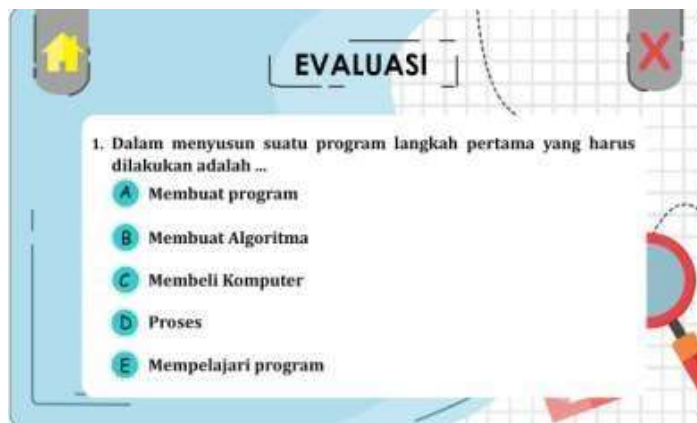 EVALUASI
1. Dalam menyusun suatu program langkah pertama yang harus
dilakukan adalah ...
A Membuat program
B Membuat Algoritma
C Membeli Komputer
D Proses
E Mempelajari program